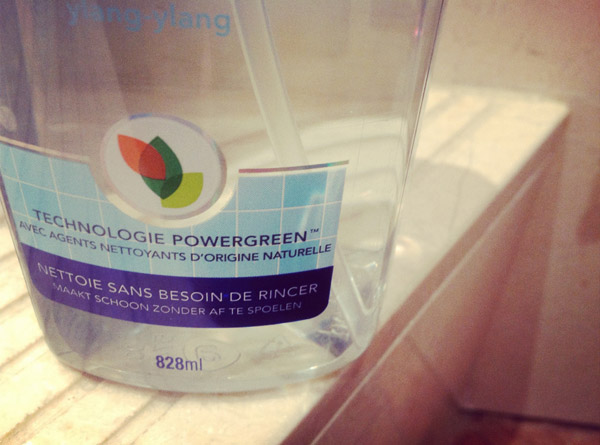 ylang-ylang
TECHNOLOGIE POWERGREEN™
AVEC AGENTS NETTOYANTS D'ORIGINE NATURELLE
NETTOIE SANS BESOIN DE RINCER
MAAKT SCHOON ZONDER AF TE SPOELEN
828ml